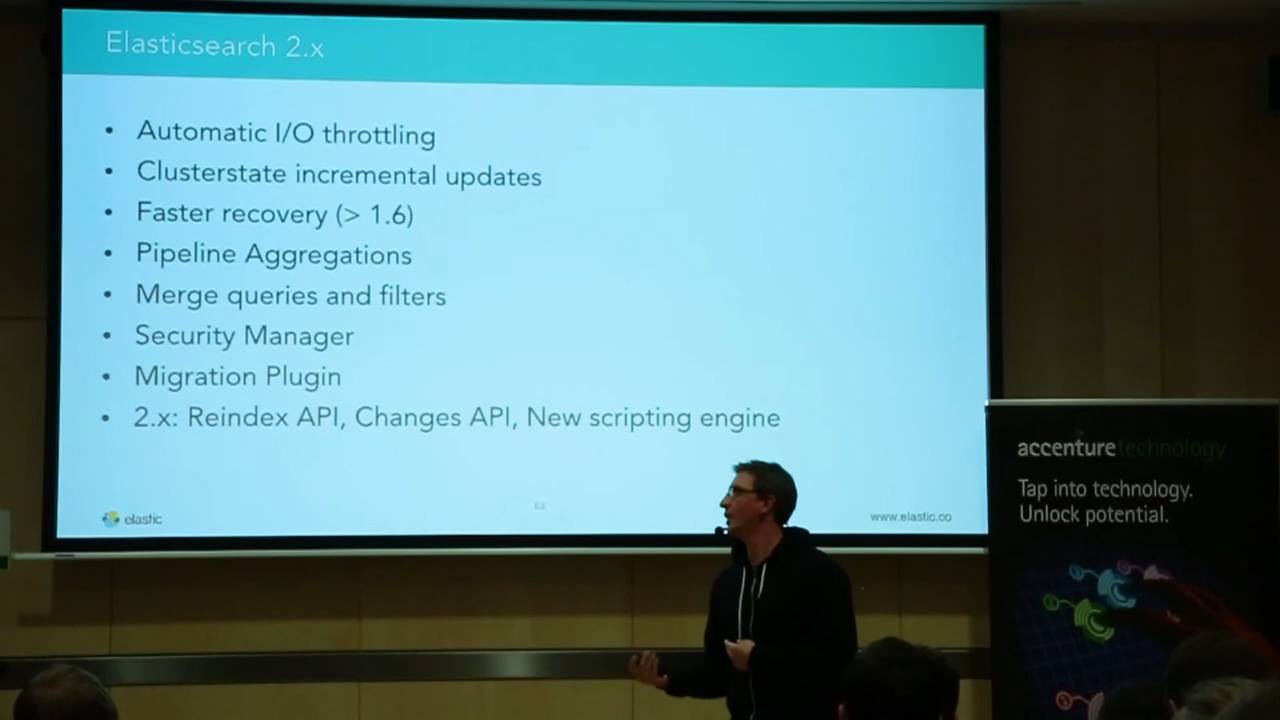 Elasticsearch 2.x
• Automatic I/O throttling
• Clusterstate incremental updates
• Faster recovery (> 1.6)
• Pipeline Aggregations
• Merge queries and filters
• Security Manager
• Migration Plugin
• 2.x: Reindex API, Changes API, New scripting engine
elastic
www.elastic.co
accenturetechnology
Tap into technology.
Unlock potential.